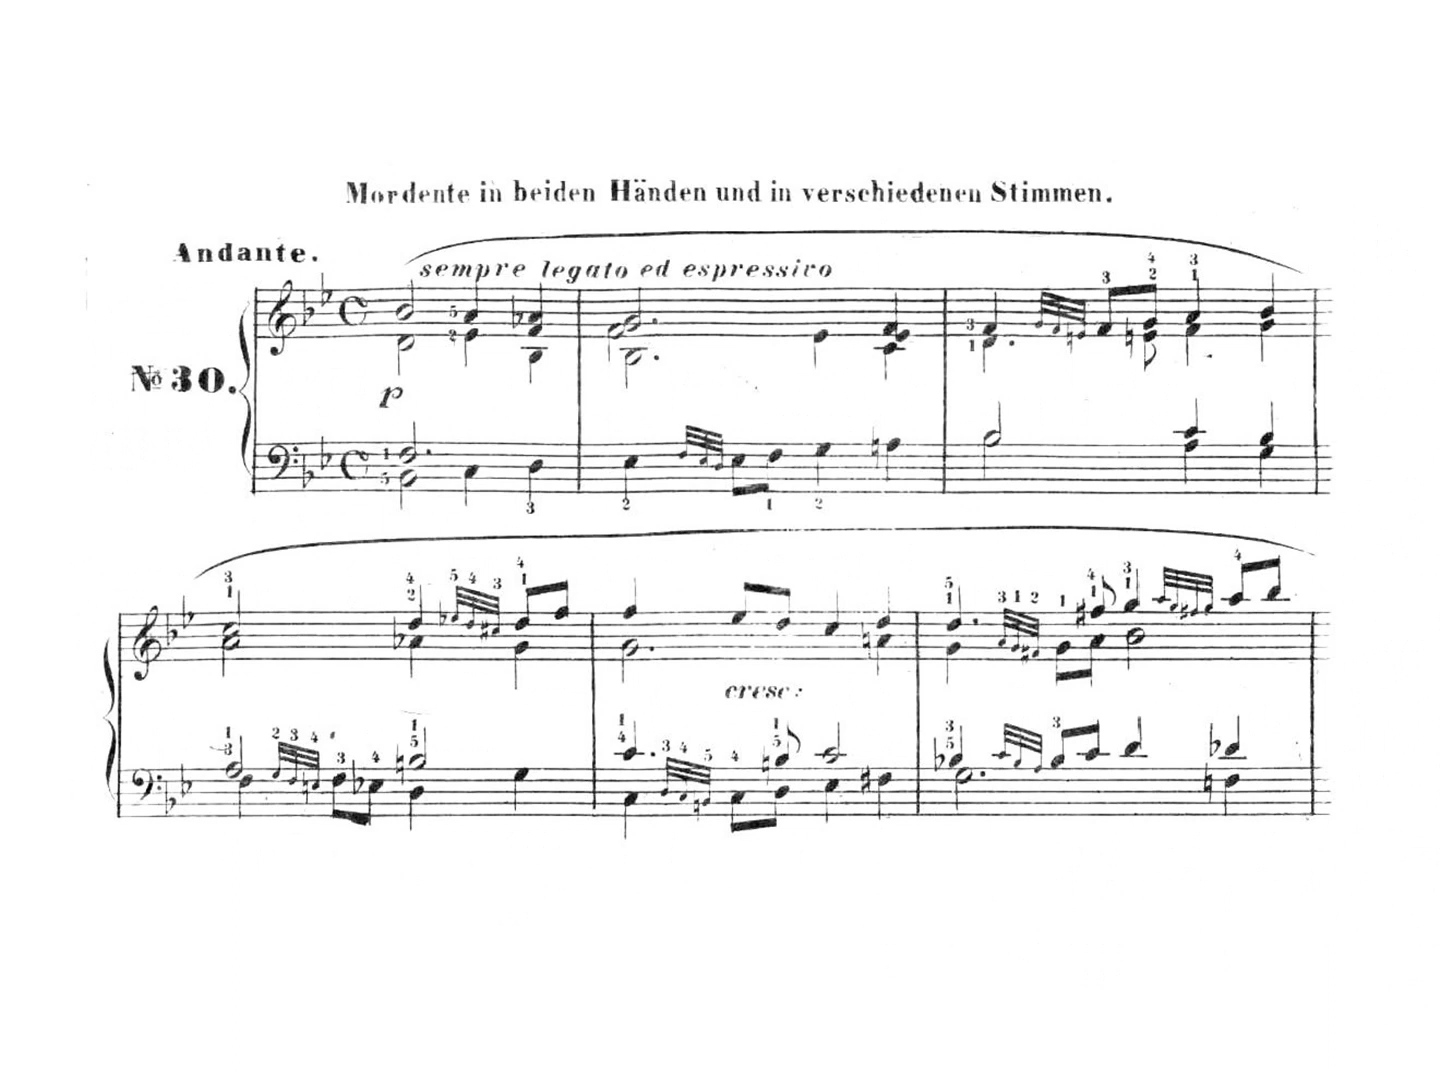 Mordente in beiden Händen und in verschiedenen Stimmen.
Andante.
sempre legato ed espressivo
No 30.
p
cresc: